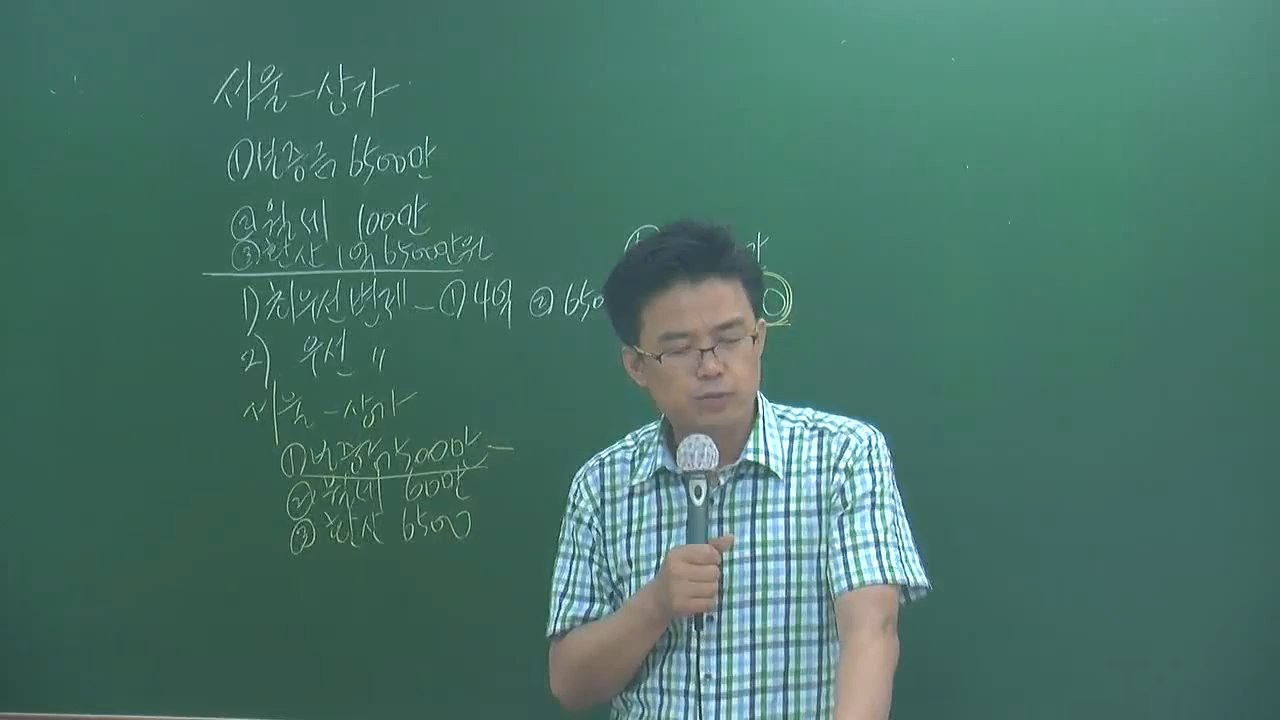 서울-상가
①보증금 6500만
②월세 100만
③환산 1억6500만원
1)최우선변제-①4억 ②650
2) 우선 〃
서울-상가
①보증금 500만
②월세 60만
③환산 6500